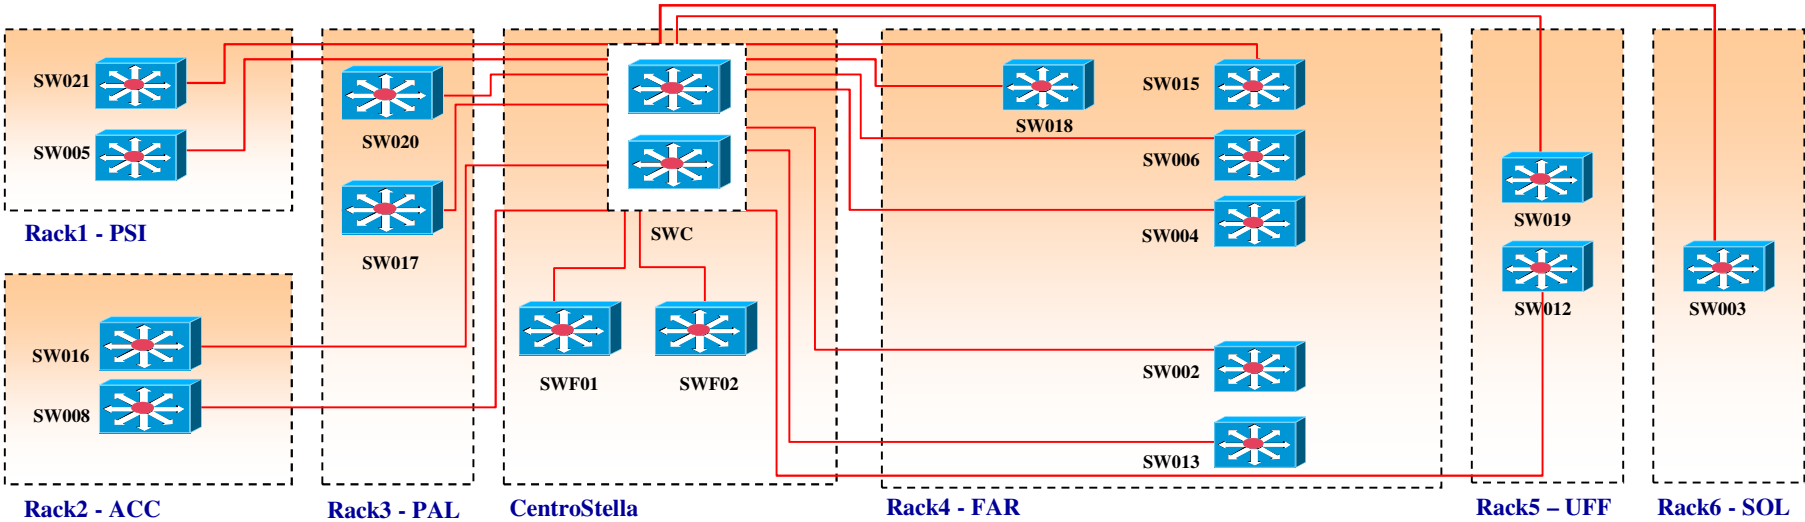 SW021
SW005
Rack1 - PSI
SW016
SW008
Rack2 - ACC
SW020
SW017
Rack3 - PAL
SWC
SWF01
SWF02
CentroStella
SW018
SW015
SW006
SW004
SW002
SW013
Rack4 - FAR
SW019
SW012
Rack5 – UFF
SW003
Rack6 - SOL